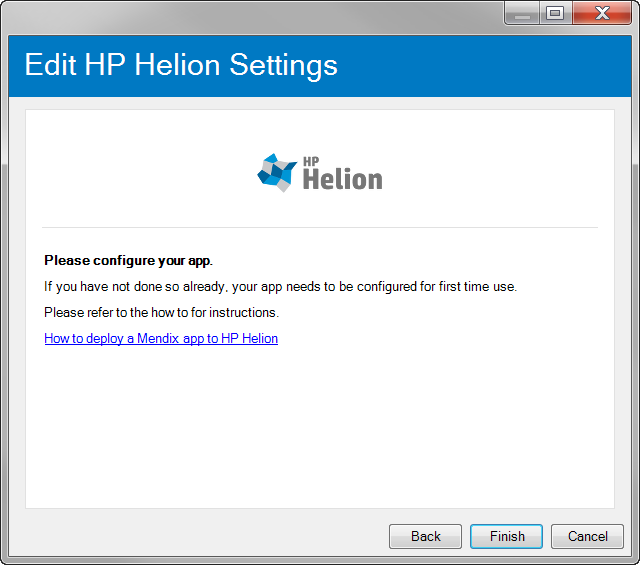 Edit HP Helion Settings
HP
Helion
Please configure your app.
If you have not done so already, your app needs to be configured for first time use.
Please refer to the how to for instructions.
How to deploy a Mendix app to HP Helion
Back Finish Cancel